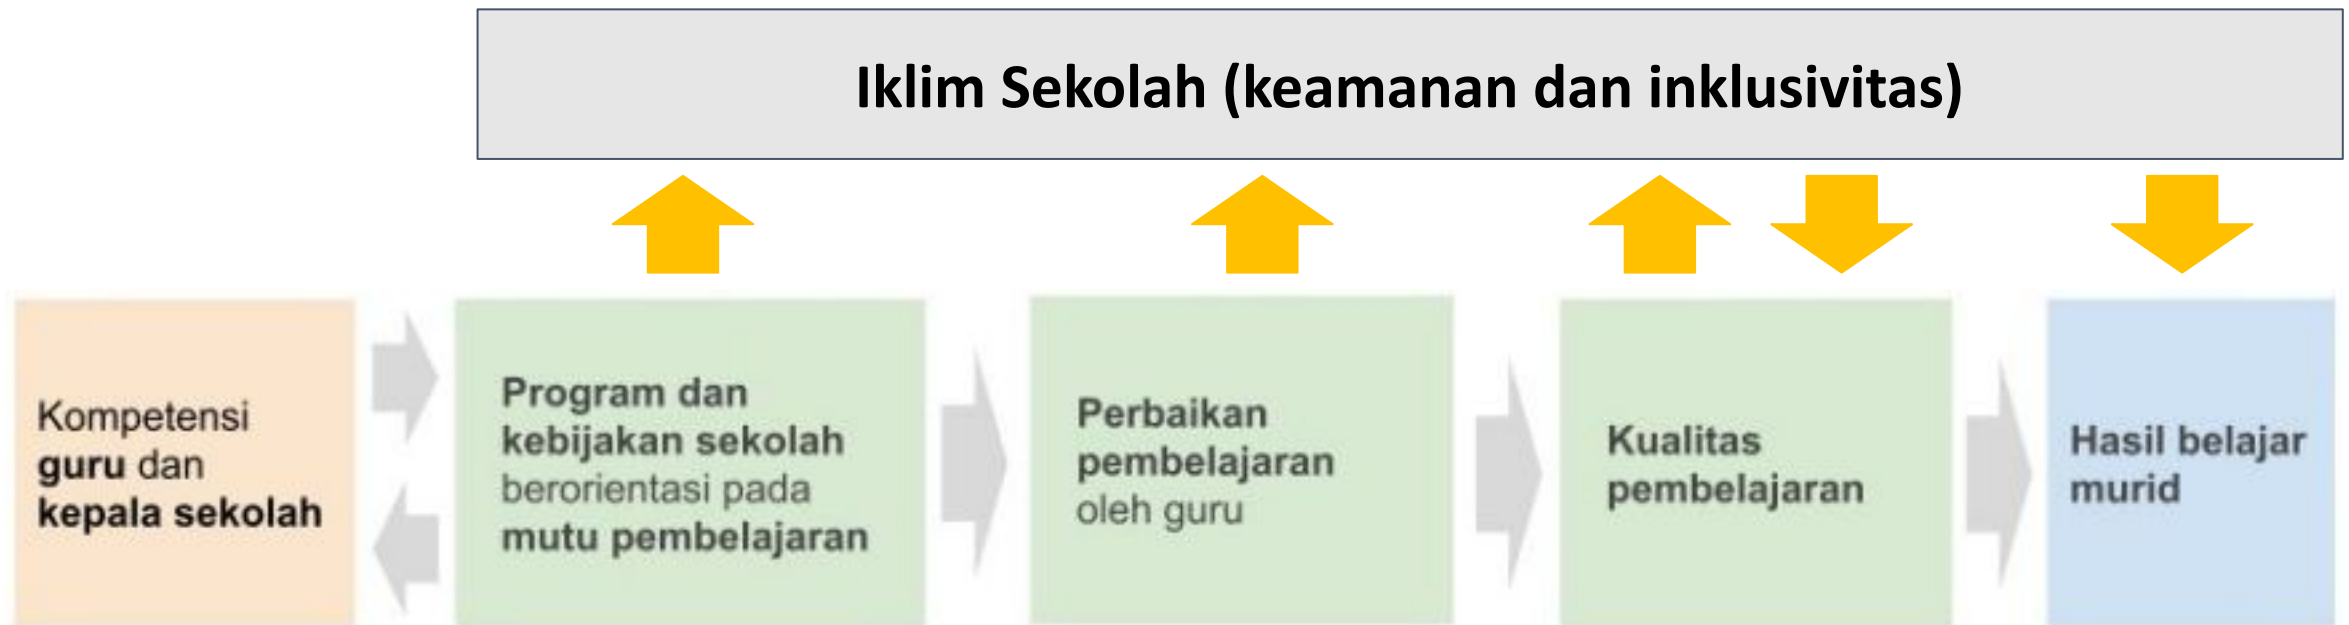 Iklim Sekolah (keamanan dan inklusivitas)
Kompetensi
guru dan
kepala sekolah
Program dan
kebijakan sekolah
berorientasi pada
mutu pembelajaran
Perbaikan
pembelajaran
oleh guru
Kualitas
pembelajaran
Hasil belajar
murid